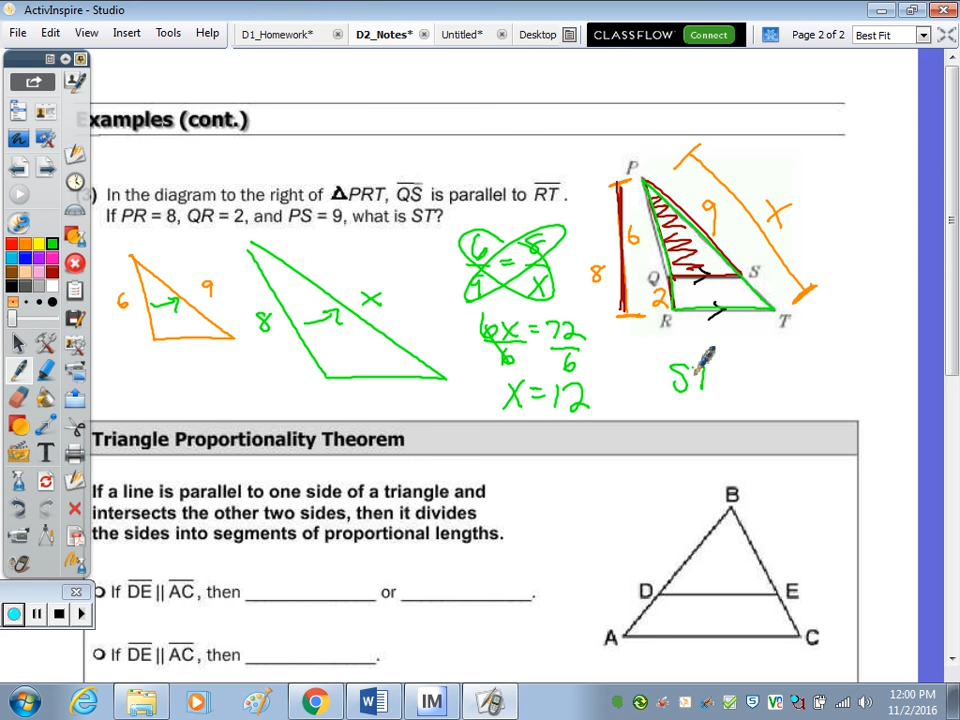 ActivInspire - Studio
File Edit View Insert Tools Help
D1_Homework* D2_Notes* Untitled* Desktop
CLASSFLOW Connect
Page 2 of 2 Best Fit
Examples (cont.)
In the diagram to the right of ΔPRT, QS is parallel to RT.
If PR = 8, QR = 2, and PS = 9, what is ST?
6 9
8 x
6 = 8
9 x
6x = 72
6 6
x = 12
P
9 x
6
8
Q S
2
R T
ST
Triangle Proportionality Theorem
If a line is parallel to one side of a triangle and
intersects the other two sides, then it divides
the sides into segments of proportional lengths.
If DE || AC, then ____________ or ____________.
If DE || AC, then ____________.
B
D E
A C
12:00 PM
11/2/2016